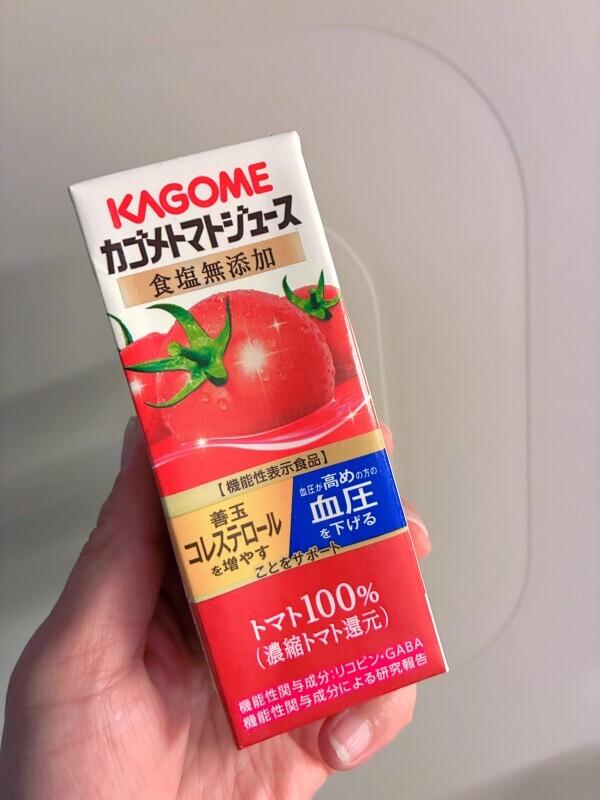 KAGOME
カゴメトマトジュース
食塩無添加
【機能性表示食品】
善玉
コレステロール
を増やす
血圧が高めの方の
血圧
を下げる
ことをサポート
トマト100%
(濃縮トマト還元)
機能性関与成分:リコピン・GABA
機能性関与成分による研究報告